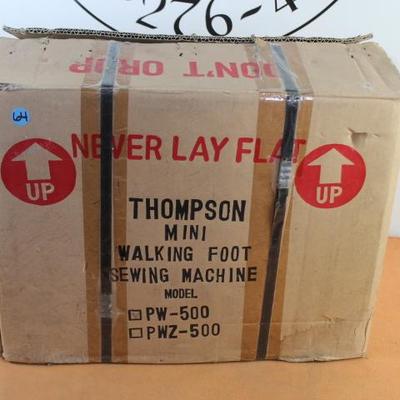 276-4
DON'T DROP
64
NEVER LAY FLAT
UP
UP
THOMPSON
MINI
WALKING FOOT
SEWING MACHINE
MODEL
PW-500
PWZ-500